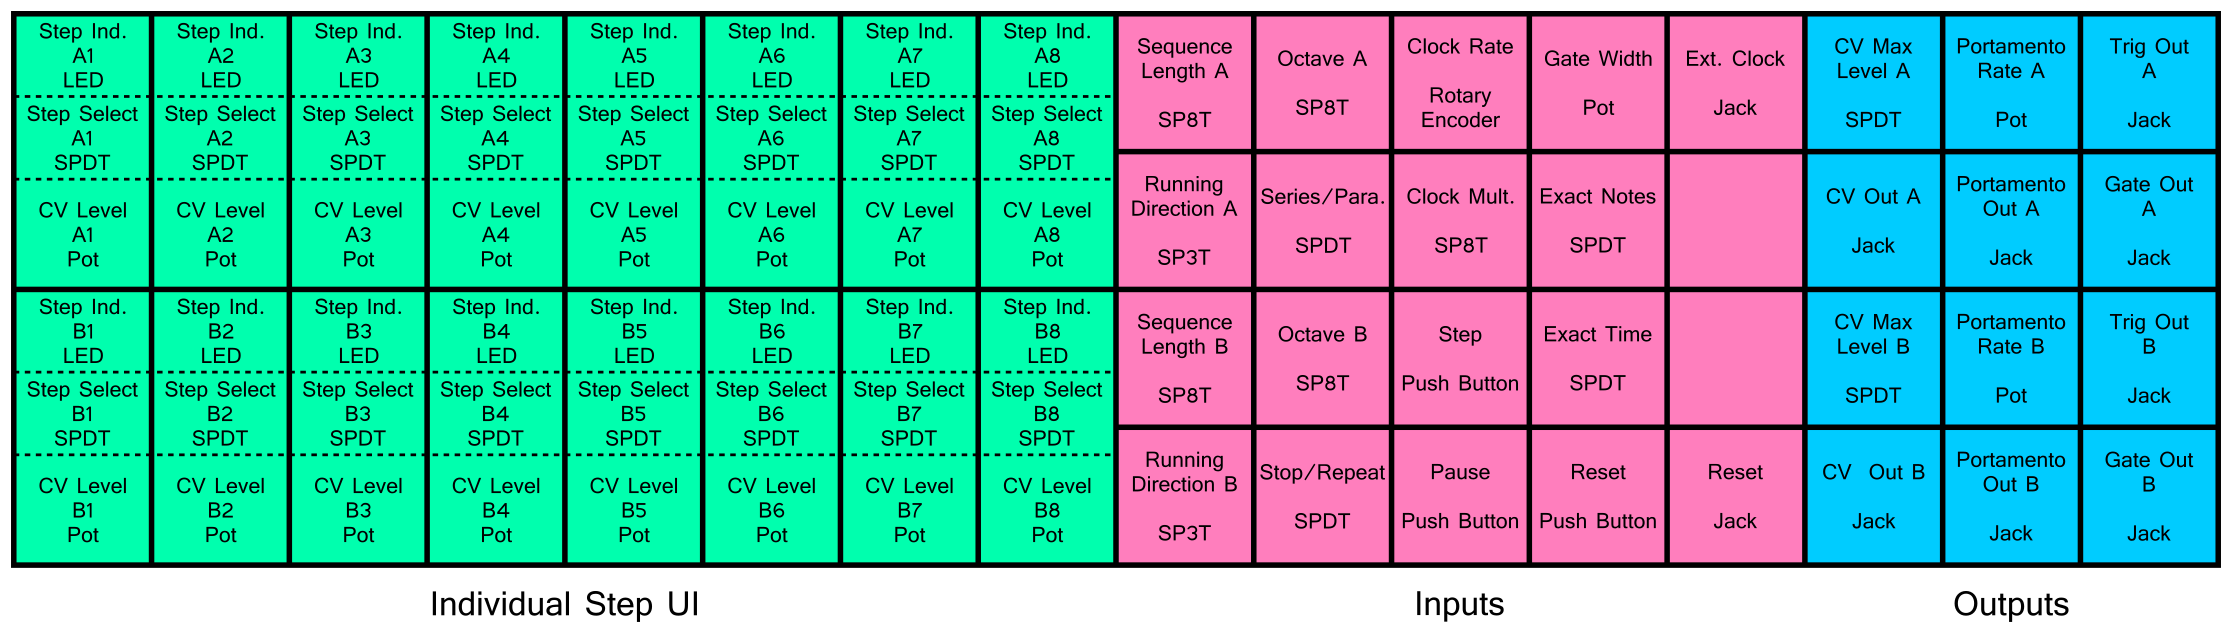 Step Ind.
A1
LED
Step Select
A1
SPDT
CV Level
A1
Pot
Step Ind.
A2
LED
Step Select
A2
SPDT
CV Level
A2
Pot
Step Ind.
A3
LED
Step Select
A3
SPDT
CV Level
A3
Pot
Step Ind.
A4
LED
Step Select
A4
SPDT
CV Level
A4
Pot
Step Ind.
A5
LED
Step Select
A5
SPDT
CV Level
A5
Pot
Step Ind.
A6
LED
Step Select
A6
SPDT
CV Level
A6
Pot
Step Ind.
A7
LED
Step Select
A7
SPDT
CV Level
A7
Pot
Step Ind.
A8
LED
Step Select
A8
SPDT
CV Level
A8
Pot
Sequence
Length A
SP8T
Octave A
SP8T
Clock Rate
Rotary
Encoder
Gate Width
Pot
Ext. Clock
Jack
CV Max
Level A
SPDT
Portamento
Rate A
Pot
Trig Out
A
Jack
Running
Direction A
SP3T
Series/Para.
SPDT
Clock Mult.
SP8T
Exact Notes
SPDT
CV Out A
Jack
Portamento
Out A
Jack
Gate Out
A
Jack
Step Ind.
B1
LED
Step Select
B1
SPDT
CV Level
B1
Pot
Step Ind.
B2
LED
Step Select
B2
SPDT
CV Level
B2
Pot
Step Ind.
B3
LED
Step Select
B3
SPDT
CV Level
B3
Pot
Step Ind.
B4
LED
Step Select
B4
SPDT
CV Level
B4
Pot
Step Ind.
B5
LED
Step Select
B5
SPDT
CV Level
B5
Pot
Step Ind.
B6
LED
Step Select
B6
SPDT
CV Level
B6
Pot
Step Ind.
B7
LED
Step Select
B7
SPDT
CV Level
B7
Pot
Step Ind.
B8
LED
Step Select
B8
SPDT
CV Level
B8
Pot
Sequence
Length B
SP8T
Octave B
SP8T
Step
Push Button
Exact Time
SPDT
CV Max
Level B
SPDT
Portamento
Rate B
Pot
Trig Out
B
Jack
Running
Direction B
SP3T
Stop/Repeat
SPDT
Pause
Push Button
Reset
Push Button
Reset
Jack
CV Out B
Jack
Portamento
Out B
Jack
Gate Out
B
Jack
Individual Step UI
Inputs
Outputs